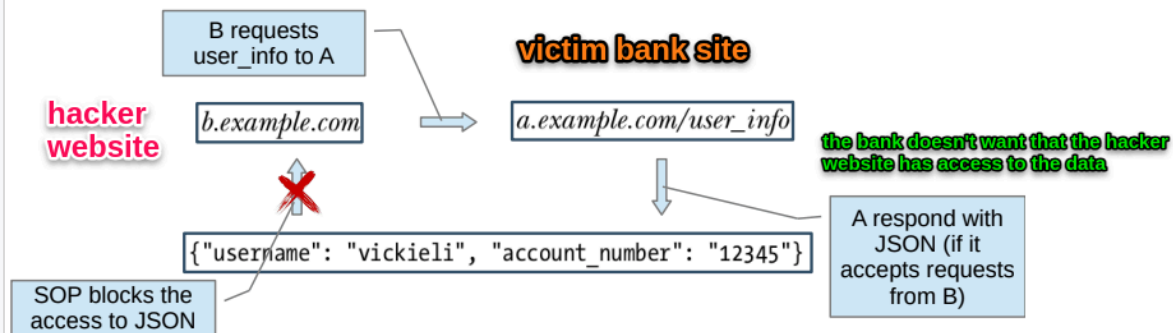 B requests
user_info to A
victim bank site
hacker
website
b.example.com
a.example.com/user_info
the bank doesn't want that the hacker
website has access to the data
{"username": "vickieli", "account_number": "12345"}
A respond with
JSON (if it
accepts requests
from B)
SOP blocks the
access to JSON